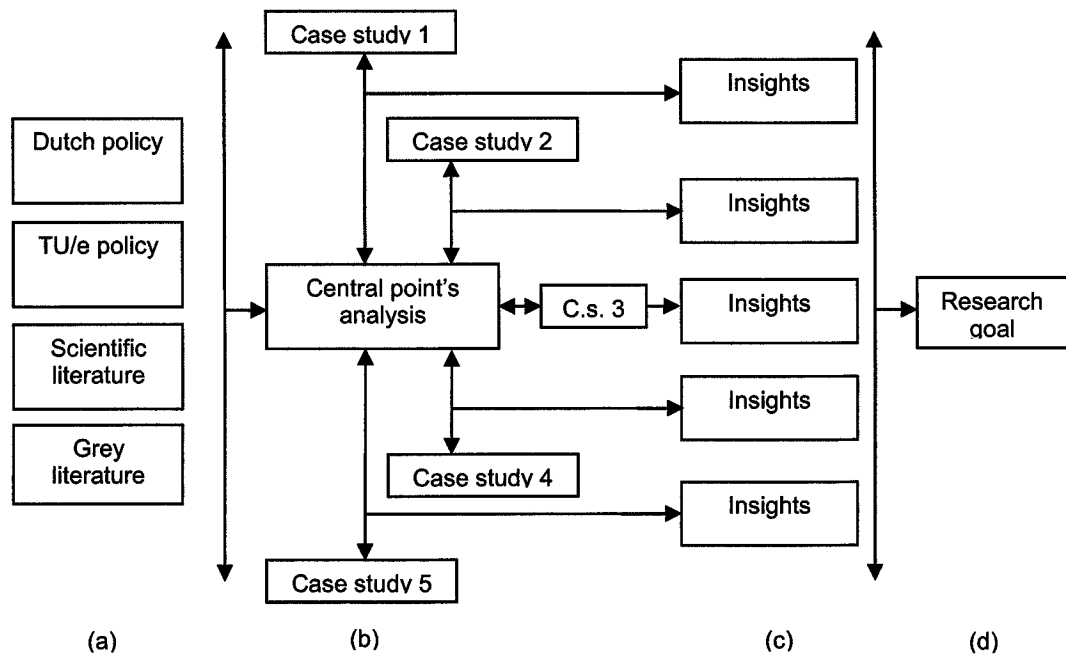 Dutch policy
TU/e policy
Scientific
literature
Grey
literature
Case study 1
Case study 2
Central point's
analysis
C.s. 3
Case study 4
Case study 5
Insights
Insights
Insights
Insights
Insights
Research
goal
(a)
(b)
(c)
(d)